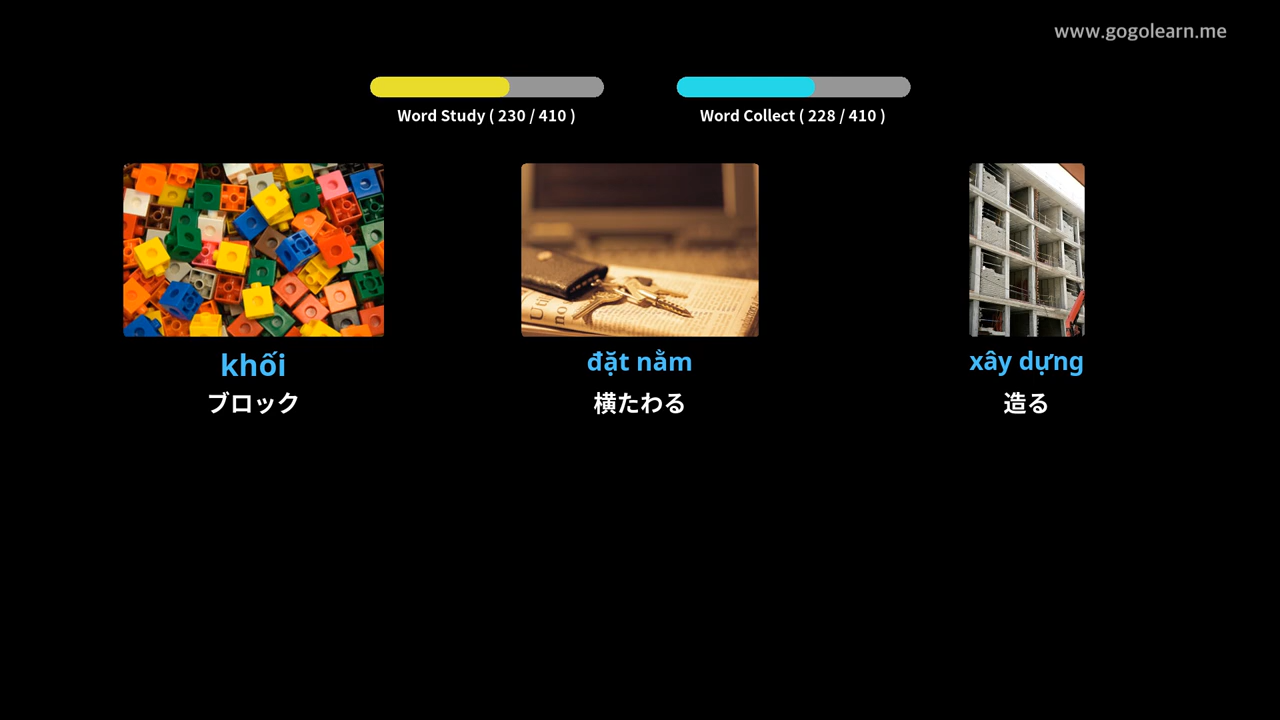 www.gogolearn.me
Word Study ( 230 / 410 )
Word Collect ( 228 / 410 )
khối
đặt nằm
xây dựng
ブロック
横たわる
造る